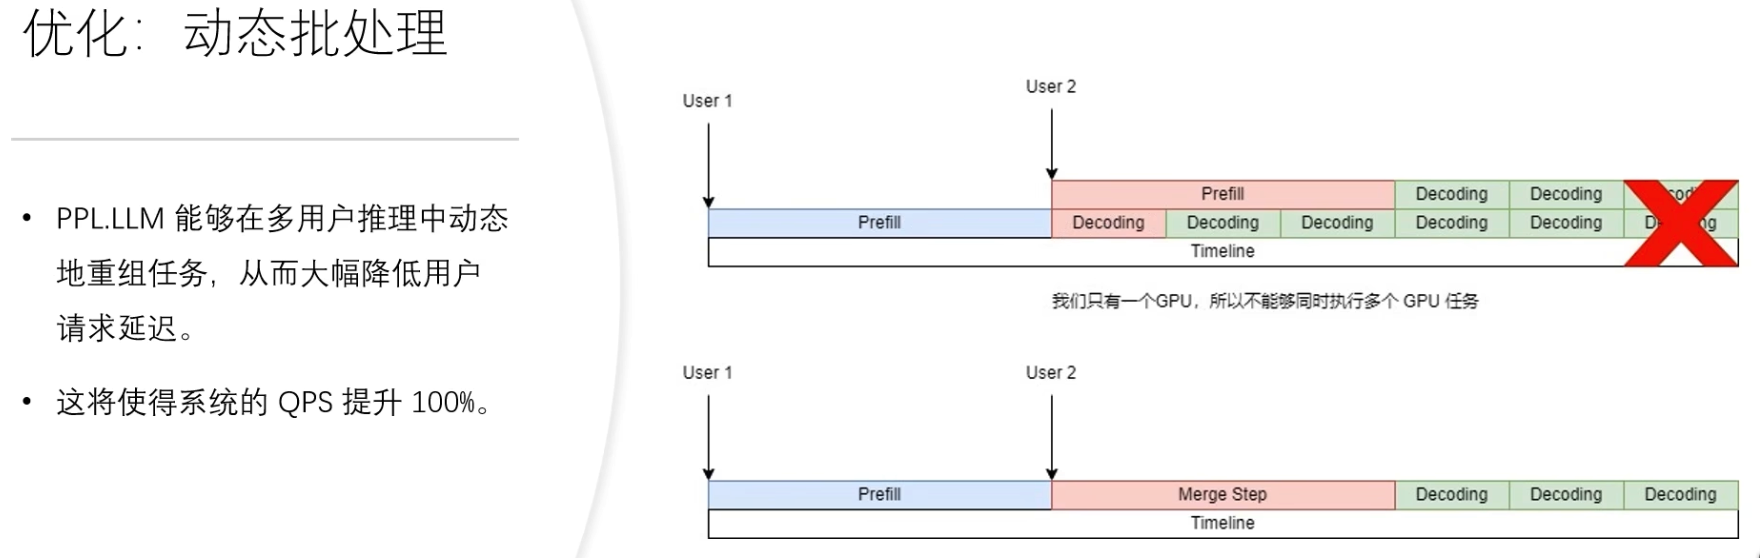 优化：动态批处理
• PPL.LLM 能够在多用户推理中动态
地重组任务，从而大幅降低用户
请求延迟。
• 这将使得系统的 QPS 提升 100%。
User 1
User 2
Prefill Decoding Decoding
Prefill Decoding Decoding Decoding Decoding Decoding
Timeline
我们只有一个GPU，所以不能够同时执行多个 GPU 任务
User 1
User 2
Prefill Merge Step Decoding Decoding Decoding
Timeline